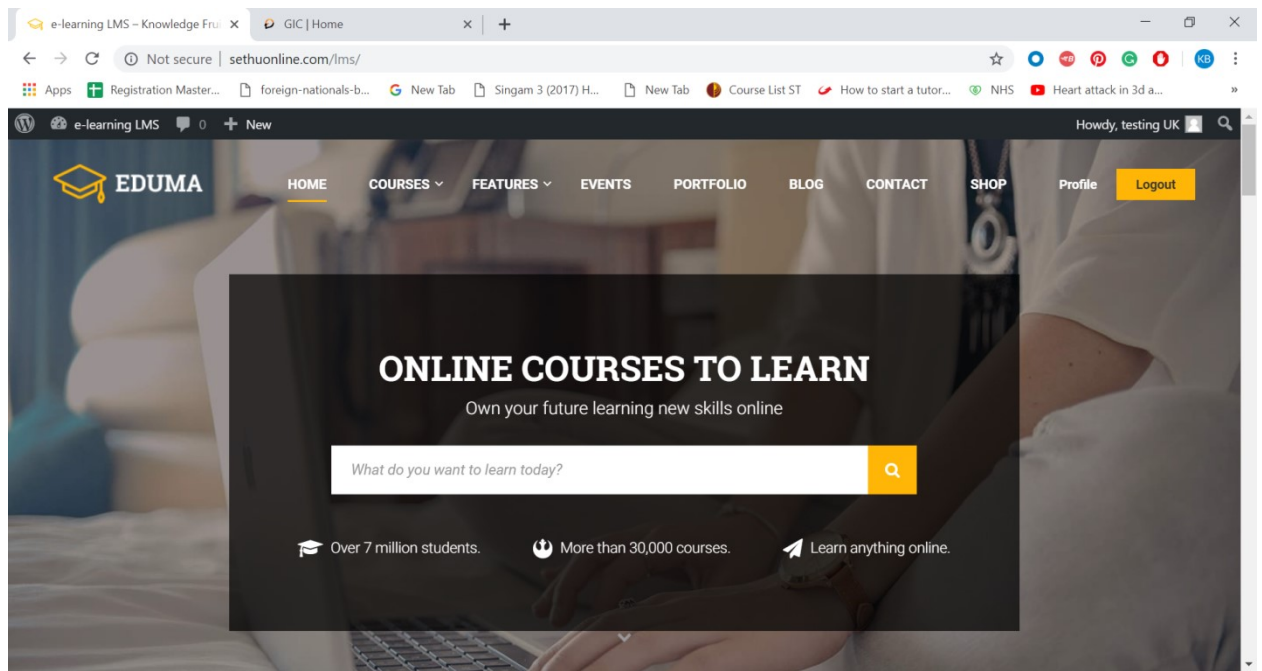 e-learning LMS – Knowledge Fru
GIC | Home
Not secure | sethuonline.com/lms/
KB
Apps Registration Master... foreign-nationals-b... New Tab Singam 3 (2017) H... New Tab Course List ST How to start a tutor... NHS Heart attack in 3d a... »
e-learning LMS 0 + New Howdy, testing UK
EDUMA HOME COURSES FEATURES EVENTS PORTFOLIO BLOG CONTACT SHOP Profile Logout
ONLINE COURSES TO LEARN
Own your future learning new skills online
What do you want to learn today?
Over 7 million students. More than 30,000 courses. Learn anything online.